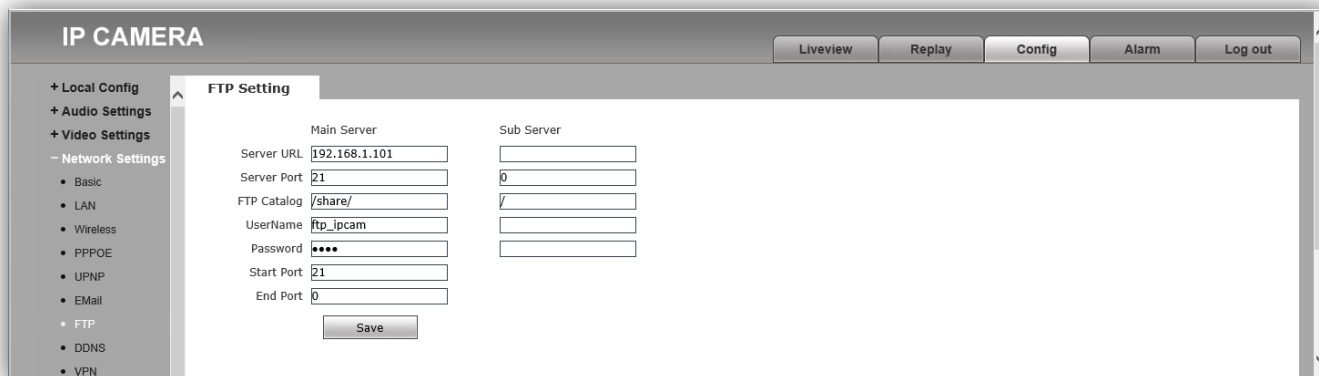 IP CAMERA
Liveview Replay Config Alarm Log out
+ Local Config
+ Audio Settings
+ Video Settings
− Network Settings
• Basic
• LAN
• Wireless
• PPPOE
• UPNP
• EMail
• FTP
• DDNS
• VPN
FTP Setting
Main Server Sub Server
Server URL 192.168.1.101
Server Port 21 0
FTP Catalog /share/ /
UserName ftp_ipcam
Password ••••
Start Port 21
End Port 0
Save